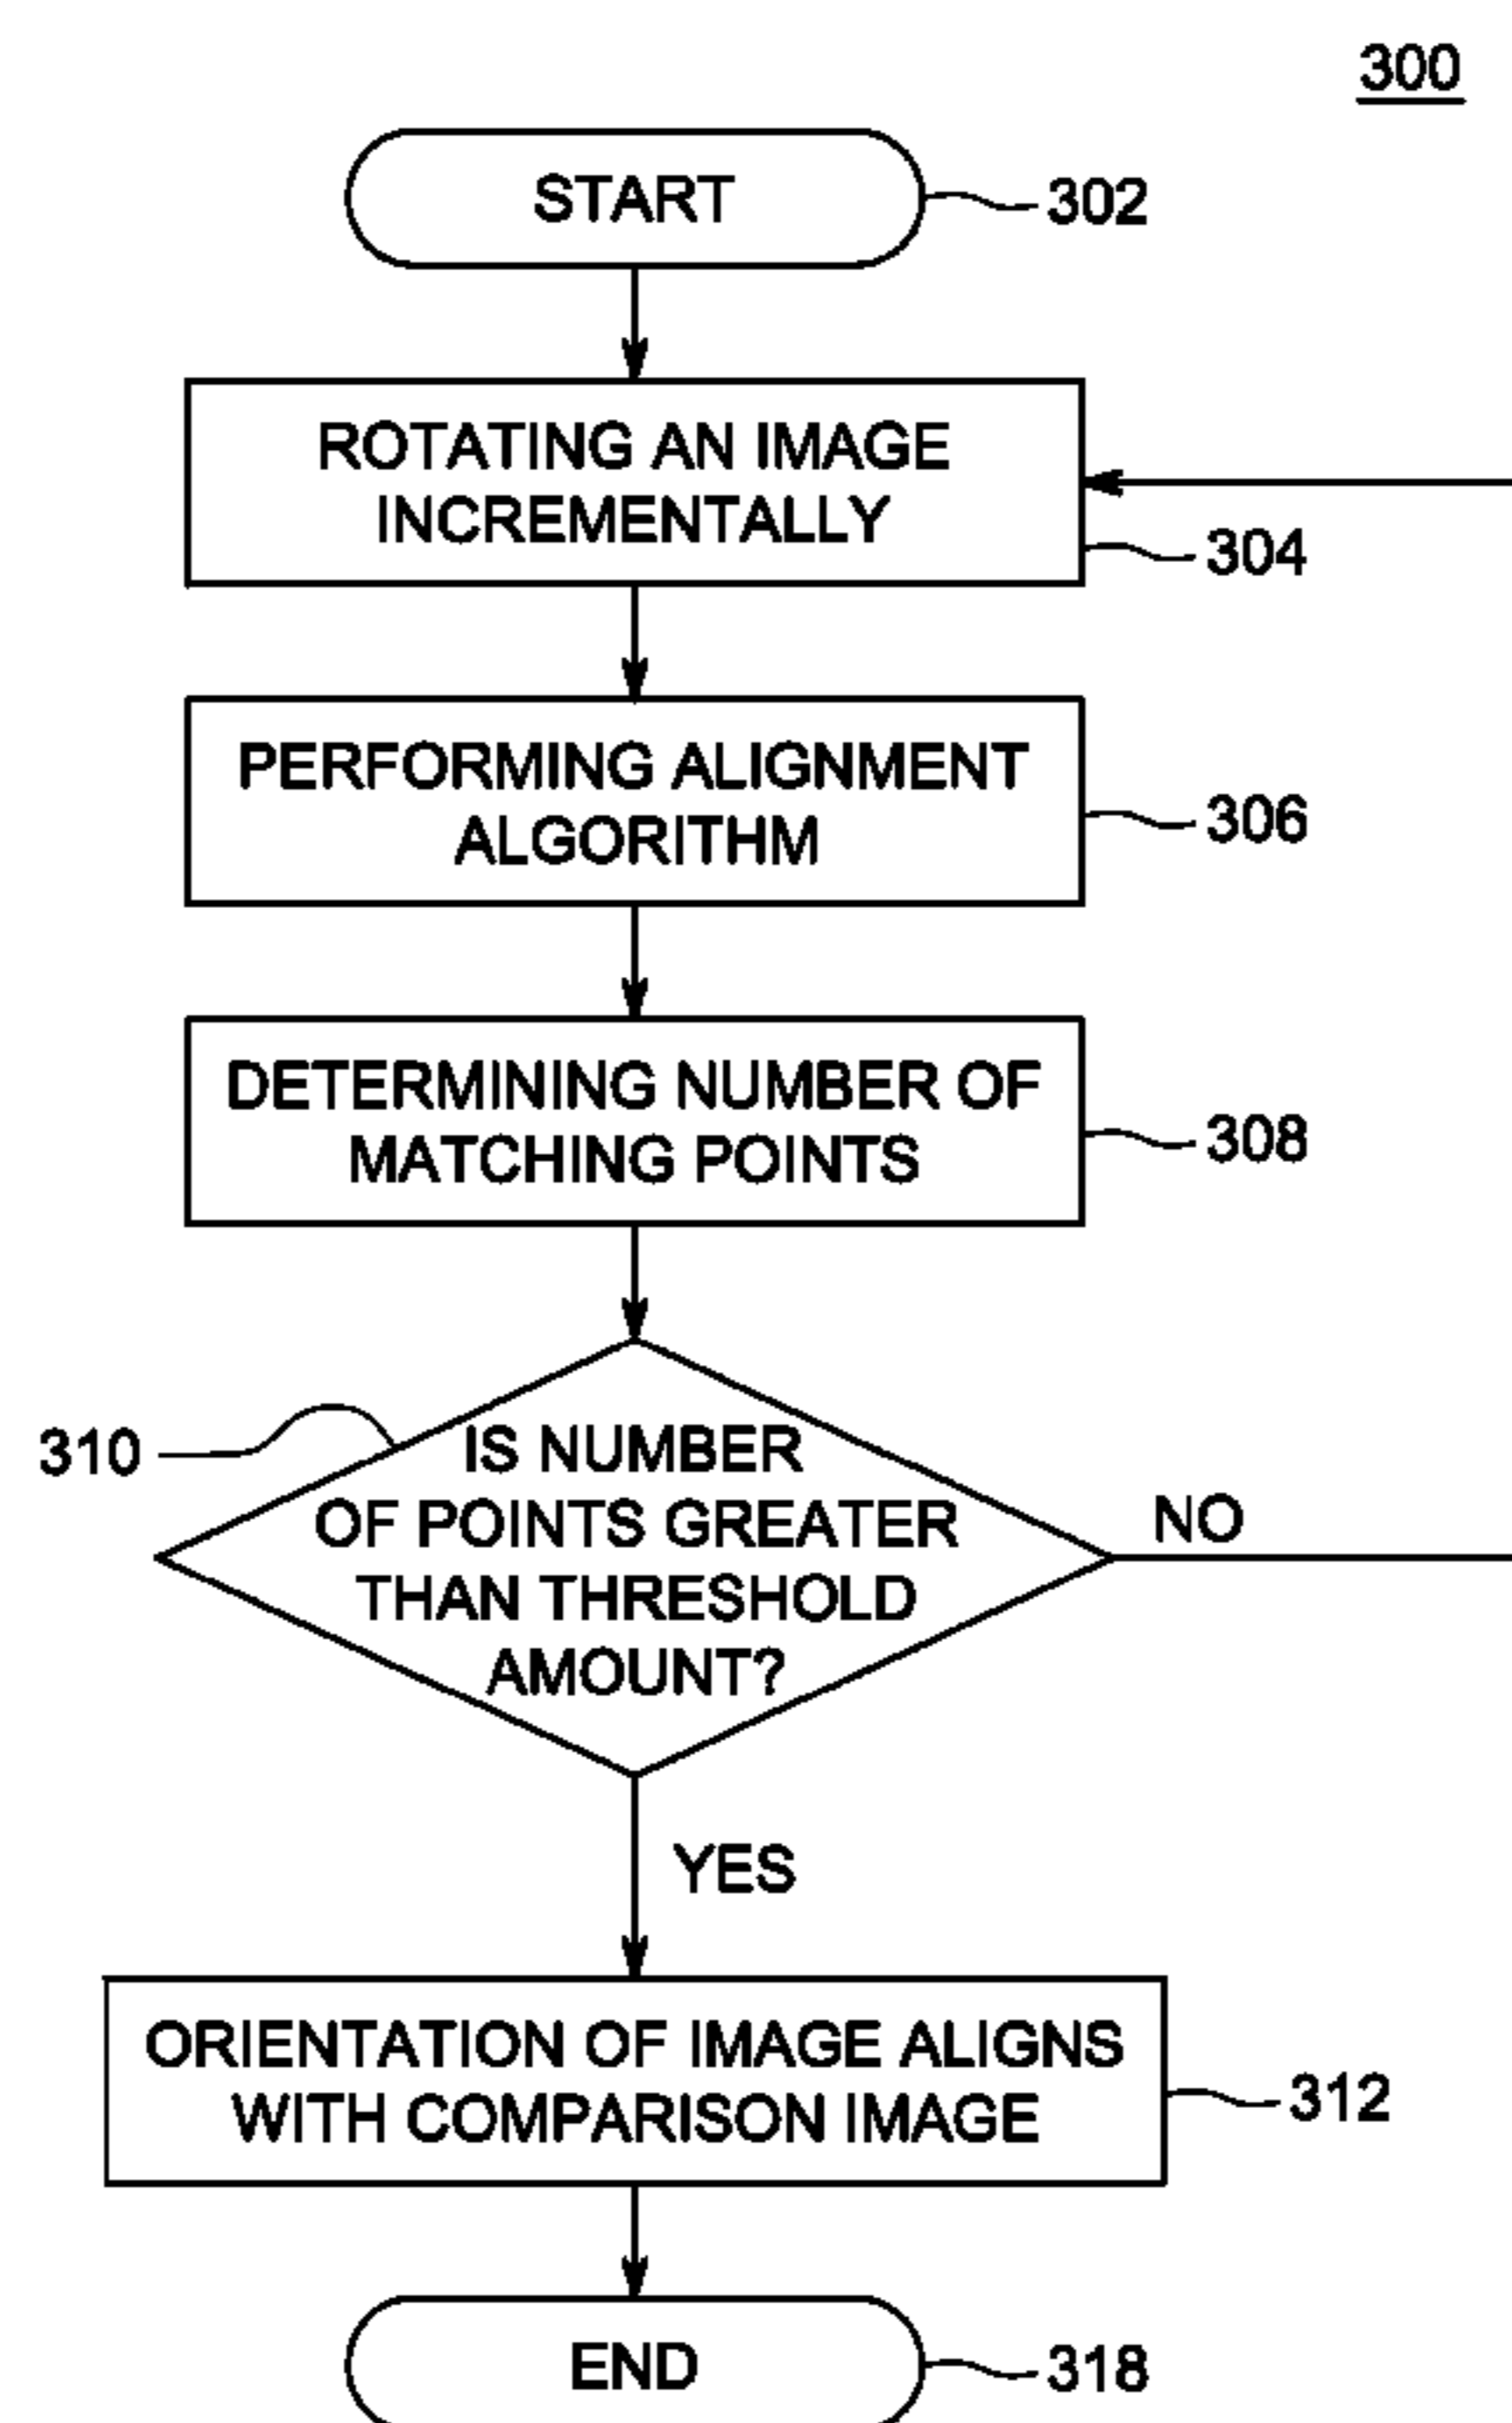 300
START
302
ROTATING AN IMAGE
INCREMENTALLY
304
PERFORMING ALIGNMENT
ALGORITHM
306
DETERMINING NUMBER OF
MATCHING POINTS
308
310
IS NUMBER
OF POINTS GREATER
THAN THRESHOLD
AMOUNT?
NO
YES
ORIENTATION OF IMAGE ALIGNS
WITH COMPARISON IMAGE
312
END
318